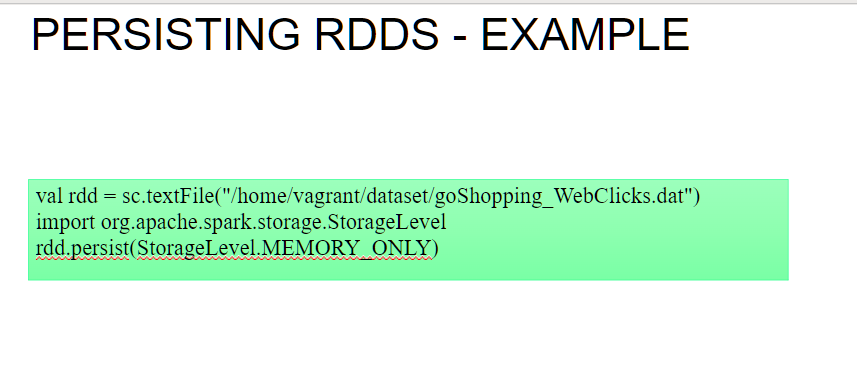 PERSISTING RDDS - EXAMPLE
val rdd = sc.textFile("/home/vagrant/dataset/goShopping_WebClicks.dat")
import org.apache.spark.storage.StorageLevel
rdd.persist(StorageLevel.MEMORY_ONLY)